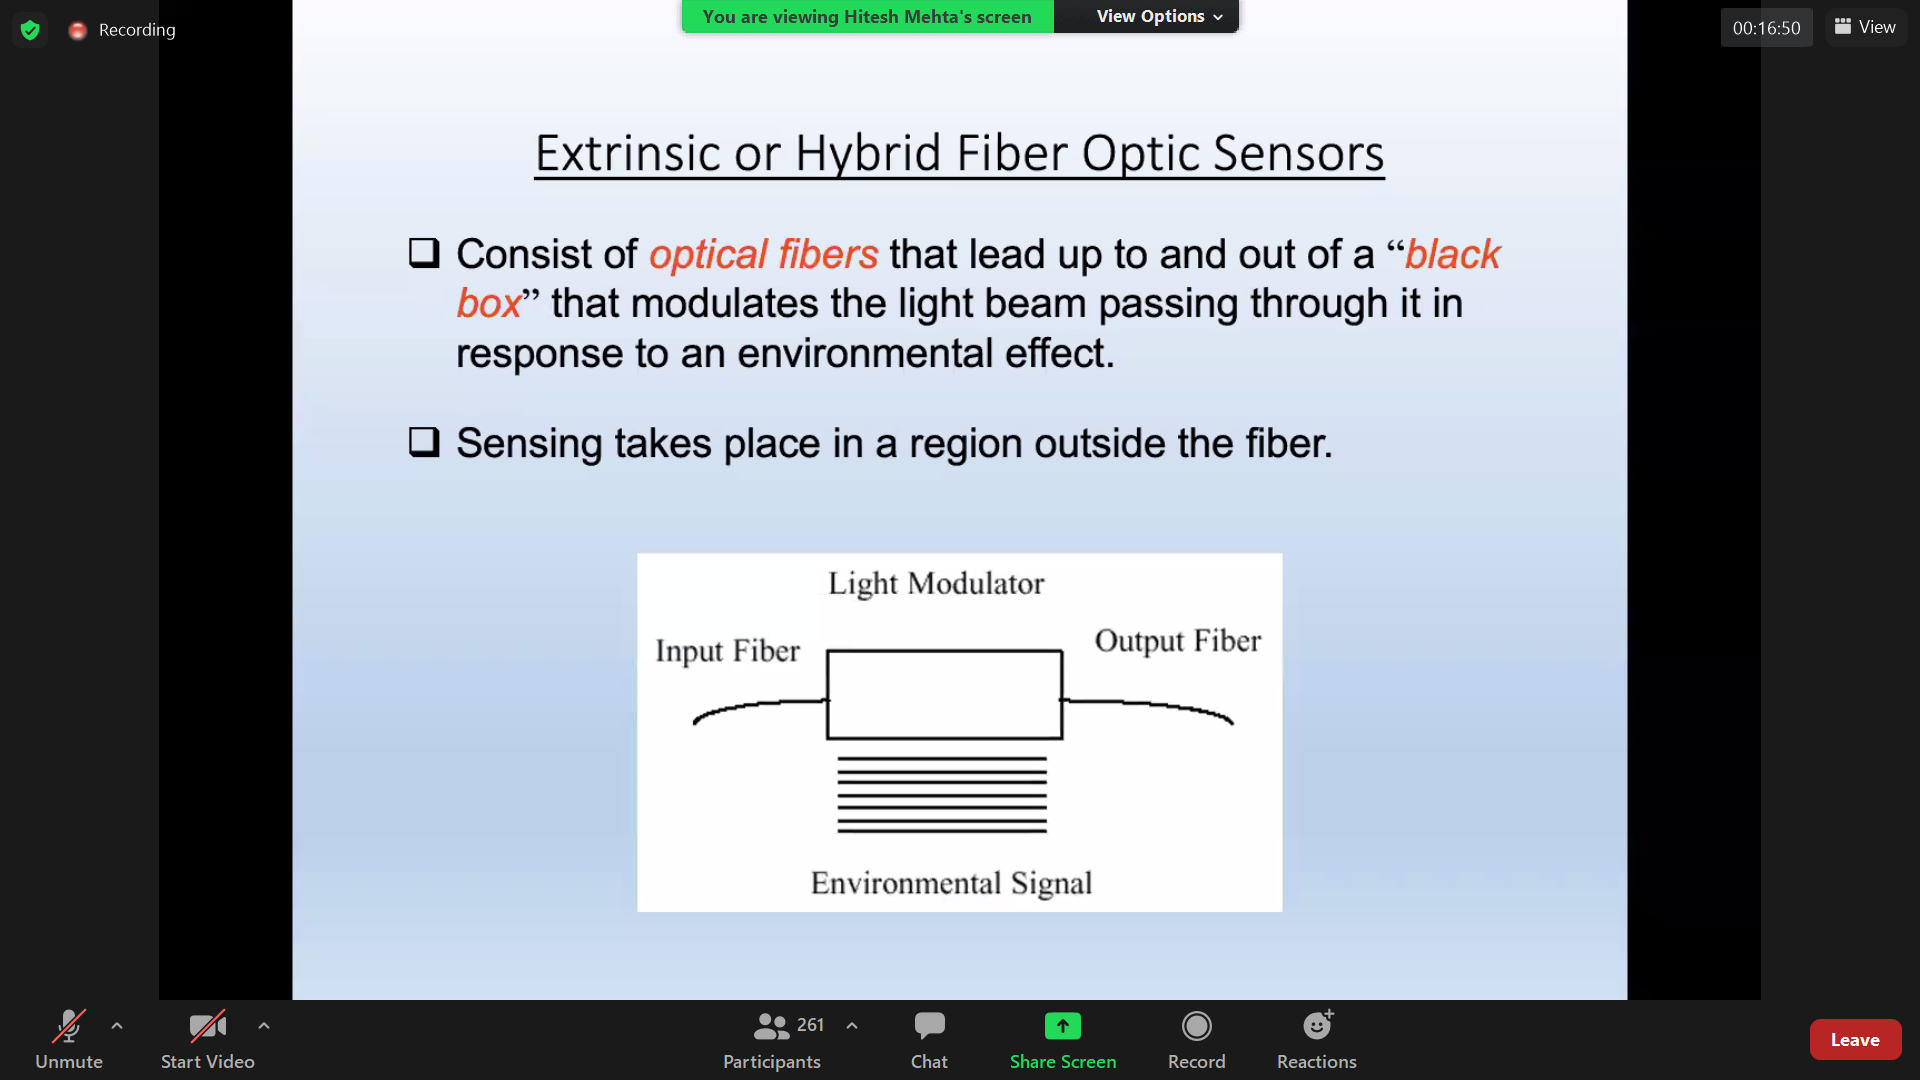 Recording
You are viewing Hitesh Mehta's screen
View Options
00:16:50
View
Extrinsic or Hybrid Fiber Optic Sensors
Consist of optical fibers that lead up to and out of a “black
box” that modulates the light beam passing through it in
response to an environmental effect.
Sensing takes place in a region outside the fiber.
Light Modulator
Input Fiber
Output Fiber
Environmental Signal
Unmute
Start Video
261
Participants
Chat
Share Screen
Record
Reactions
Leave